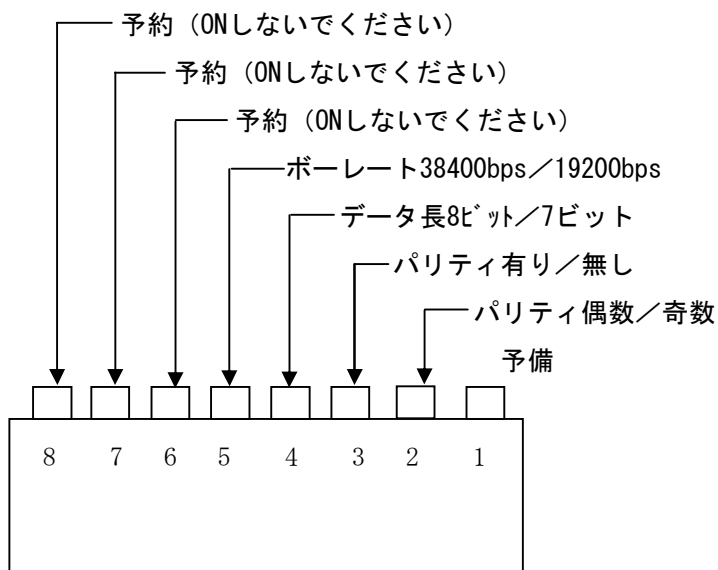 予約（ONしないでください）
予約（ONしないでください）
予約（ONしないでください）
ボーレート38400bps／19200bps
データ長8ﾋﾞｯﾄ／7ビット
パリティ有り／無し
パリティ偶数／奇数
予備
8 7 6 5 4 3 2 1